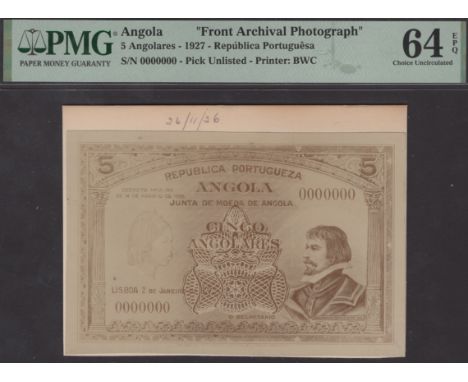 PMG
PAPER MONEY GUARANTY
Angola "Front Archival Photograph"
5 Angolares - 1927 - República Portuguêsa
S/N 0000000 - Pick Unlisted - Printer: BWC
64 EPQ
Choice Uncirculated
26/11/26
5 5
REPUBLICA PORTUGUEZA
ANGOLA
0000000
JUNTA DE MOEDA DE ANGOLA
CINCO
ANGOLARES
LISBOA 2 DE JANEIRO
0000000
O SECRETARIO